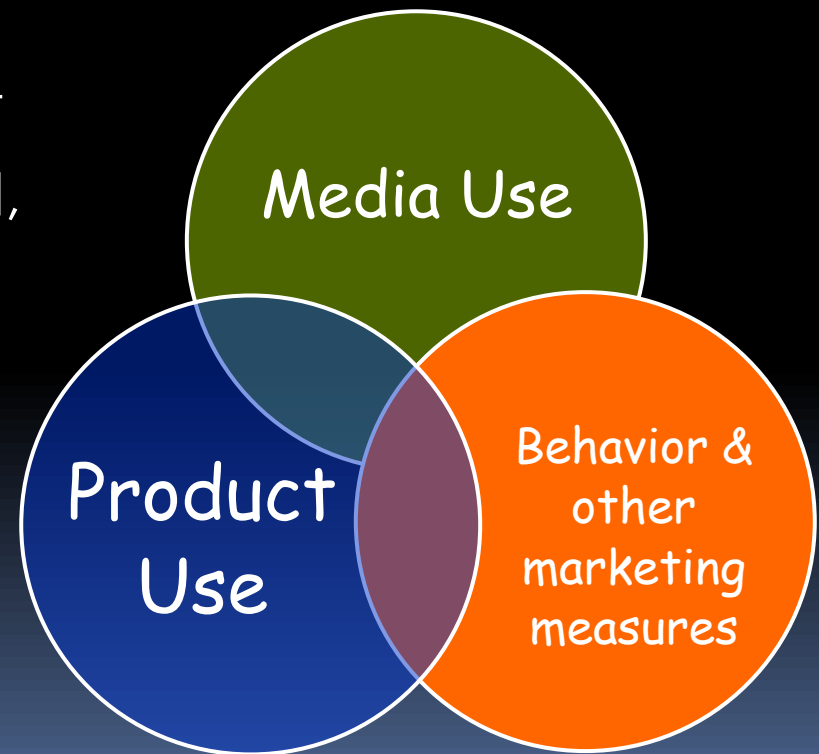 Media Use
Product
Use
Behavior &
other
marketing
measures